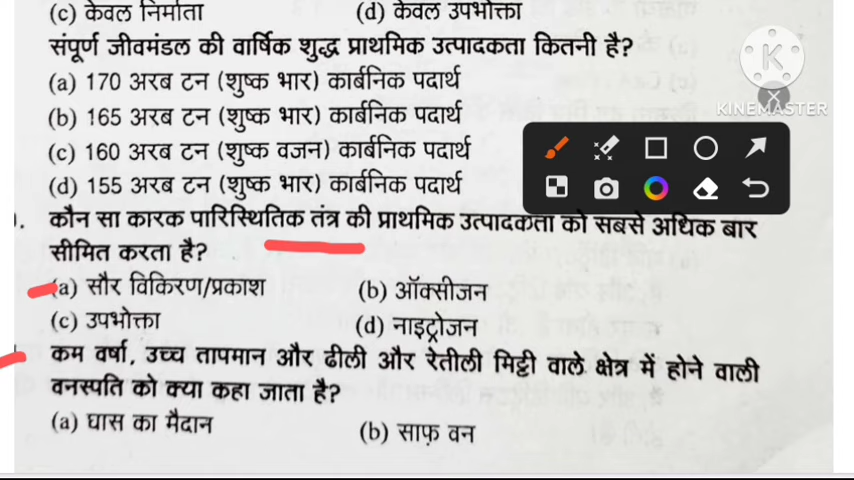 (c) केवल निर्माता (d) केवल उपभोक्ता
संपूर्ण जीवमंडल की वार्षिक शुद्ध प्राथमिक उत्पादकता कितनी है?
(a) 170 अरब टन (शुष्क भार) कार्बनिक पदार्थ
(b) 165 अरब टन (शुष्क भार) कार्बनिक पदार्थ
(c) 160 अरब टन (शुष्क वजन) कार्बनिक पदार्थ
(d) 155 अरब टन (शुष्क भार) कार्बनिक पदार्थ
. कौन सा कारक पारिस्थितिक तंत्र की प्राथमिक उत्पादकता को सबसे अधिक बार
सीमित करता है?
(a) सौर विकिरण/प्रकाश (b) ऑक्सीजन
(c) उपभोक्ता (d) नाइट्रोजन
कम वर्षा, उच्च तापमान और ढीली और रेतीली मिट्टी वाले क्षेत्र में होने वाली
वनस्पति को क्या कहा जाता है?
(a) घास का मैदान (b) साफ़ वन
K
KINEMASTER